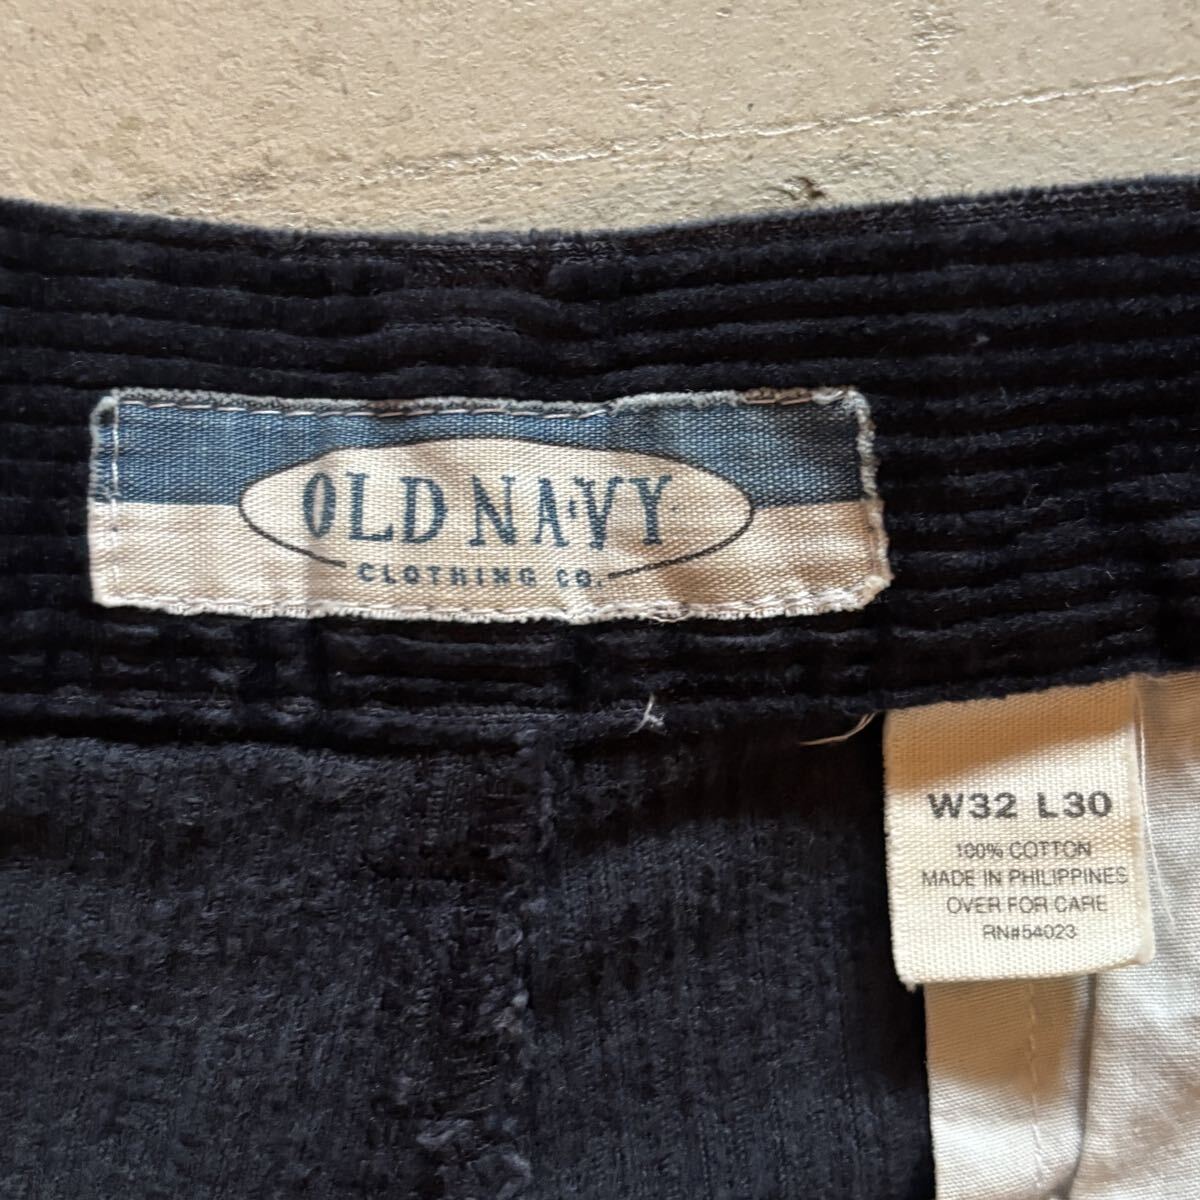 OLD NAVY
CLOTHING CO.
W32 L30
100% COTTON
MADE IN PHILIPPINES
OVER FOR CARE
RN#54023